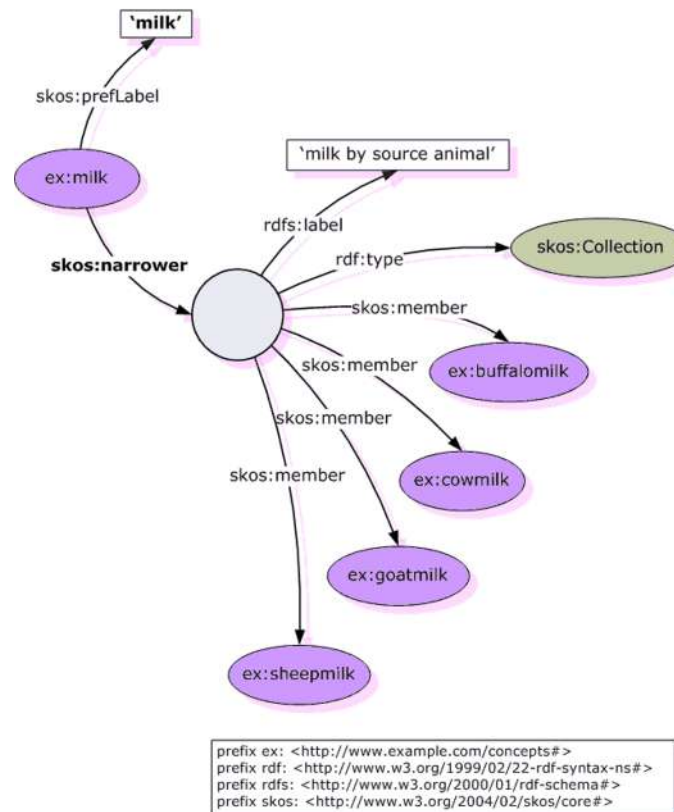 ‘milk’
skos:prefLabel
ex:milk
‘milk by source animal’
rdfs:label
skos:narrower
rdf:type
skos:Collection
skos:member
ex:buffalomilk
skos:member
skos:member
ex:cowmilk
skos:member
ex:goatmilk
ex:sheepmilk
prefix ex: <http://www.example.com/concepts#>
prefix rdf: <http://www.w3.org/1999/02/22-rdf-syntax-ns#>
prefix rdfs: <http://www.w3.org/2000/01/rdf-schema#>
prefix skos: <http://www.w3.org/2004/02/skos/core#>